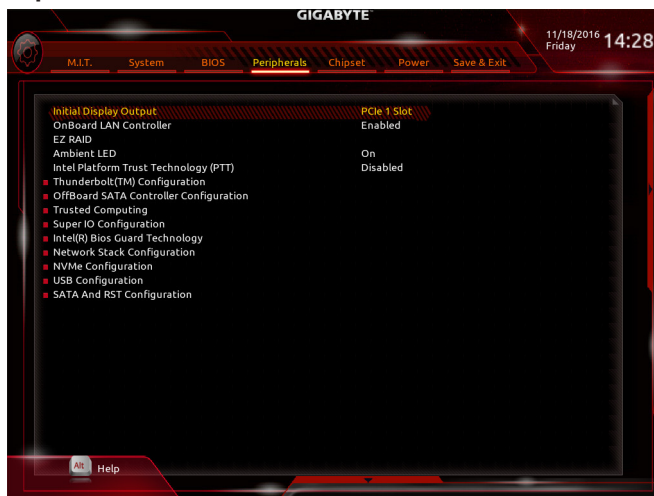 GIGABYTE™
11/18/2016 14:28
Friday
M.I.T. System BIOS Peripherals Chipset Power Save & Exit
Initial Display Output PCIe 1 Slot
OnBoard LAN Controller Enabled
EZ RAID
Ambient LED On
Intel Platform Trust Technology (PTT) Disabled
Thunderbolt(TM) Configuration
OffBoard SATA Controller Configuration
Trusted Computing
Super IO Configuration
Intel(R) Bios Guard Technology
Network Stack Configuration
NVMe Configuration
USB Configuration
SATA And RST Configuration
Alt Help